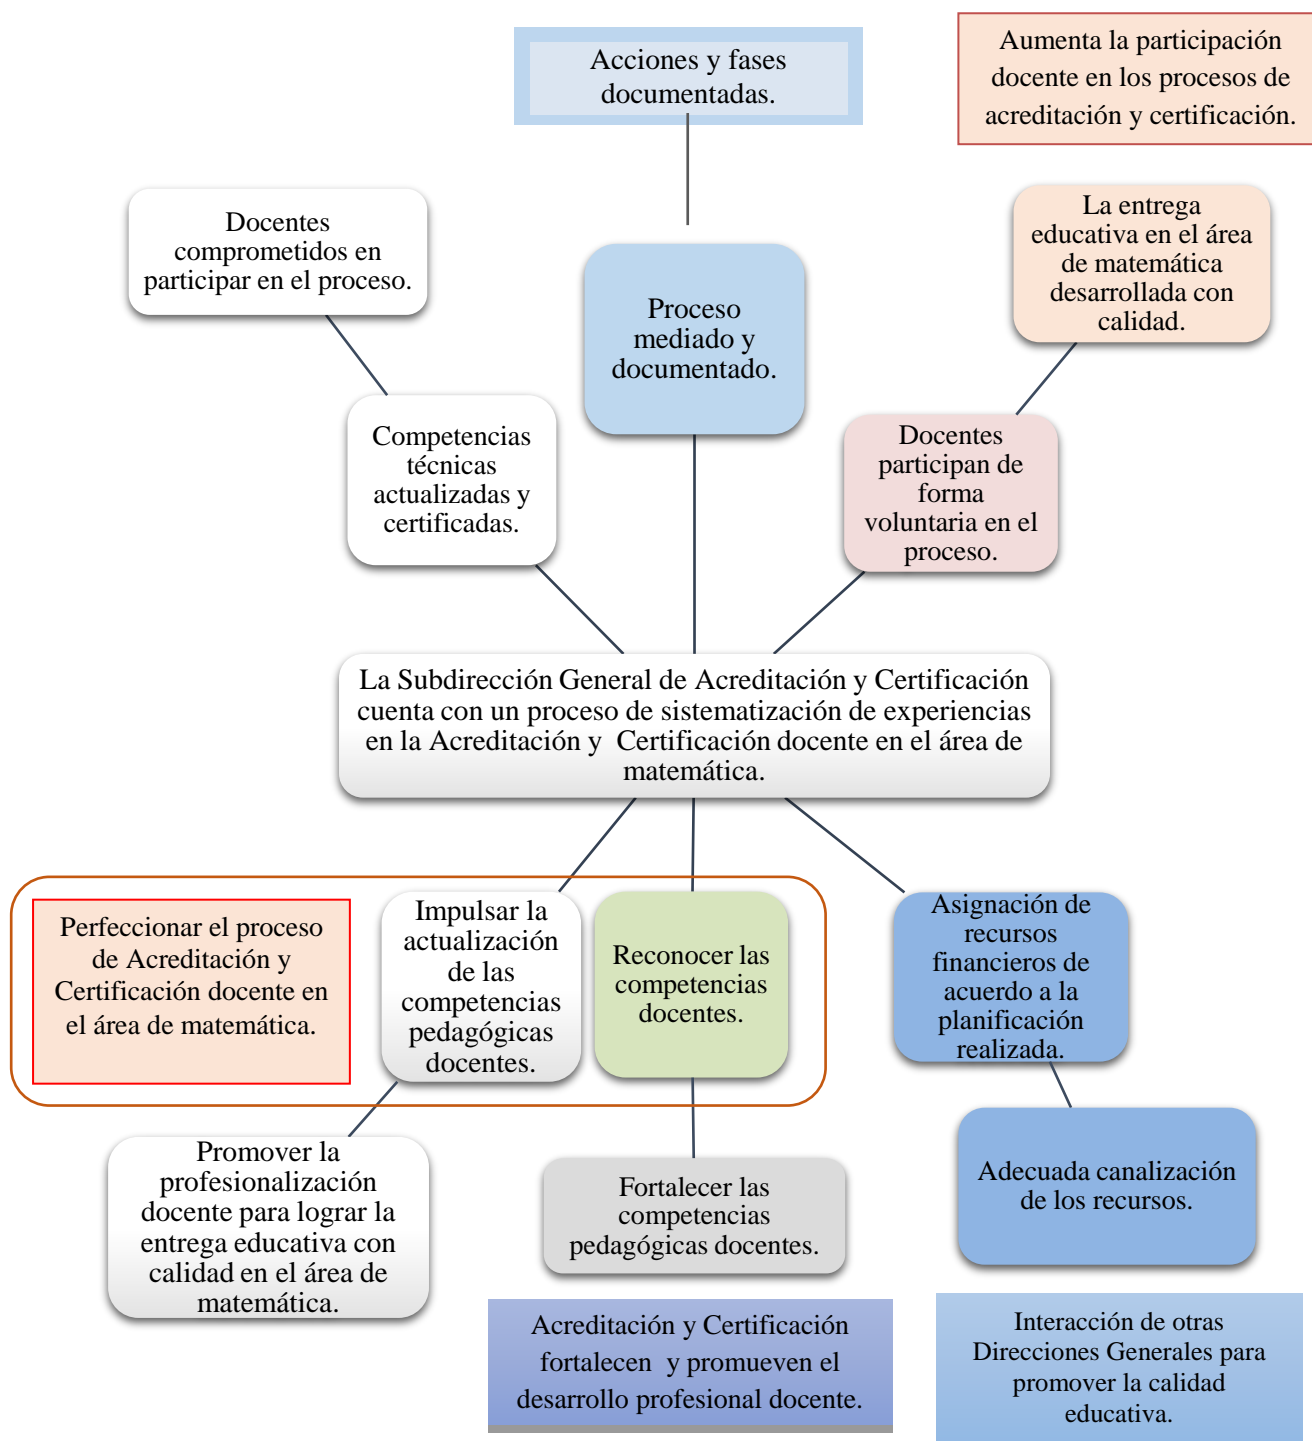 Acciones y fases
documentadas.
Aumenta la participación
docente en los procesos de
acreditación y certificación.
Docentes
comprometidos en
participar en el proceso.
La entrega
educativa en el área
de matemática
desarrollada con
calidad.
Proceso
mediado y
documentado.
Competencias
técnicas
actualizadas y
certificadas.
Docentes
participan de
forma
voluntaria en el
proceso.
La Subdirección General de Acreditación y Certificación
cuenta con un proceso de sistematización de experiencias
en la Acreditación y Certificación docente en el área de
matemática.
Perfeccionar el proceso
de Acreditación y
Certificación docente en
el área de matemática.
Impulsar la
actualización
de las
competencias
pedagógicas
docentes.
Reconocer las
competencias
docentes.
Asignación de
recursos
financieros de
acuerdo a la
planificación
realizada.
Promover la
profesionalización
docente para lograr la
entrega educativa con
calidad en el área de
matemática.
Fortalecer las
competencias
pedagógicas docentes.
Adecuada canalización
de los recursos.
Acreditación y Certificación
fortalecen y promueven el
desarrollo profesional docente.
Interacción de otras
Direcciones Generales para
promover la calidad
educativa.